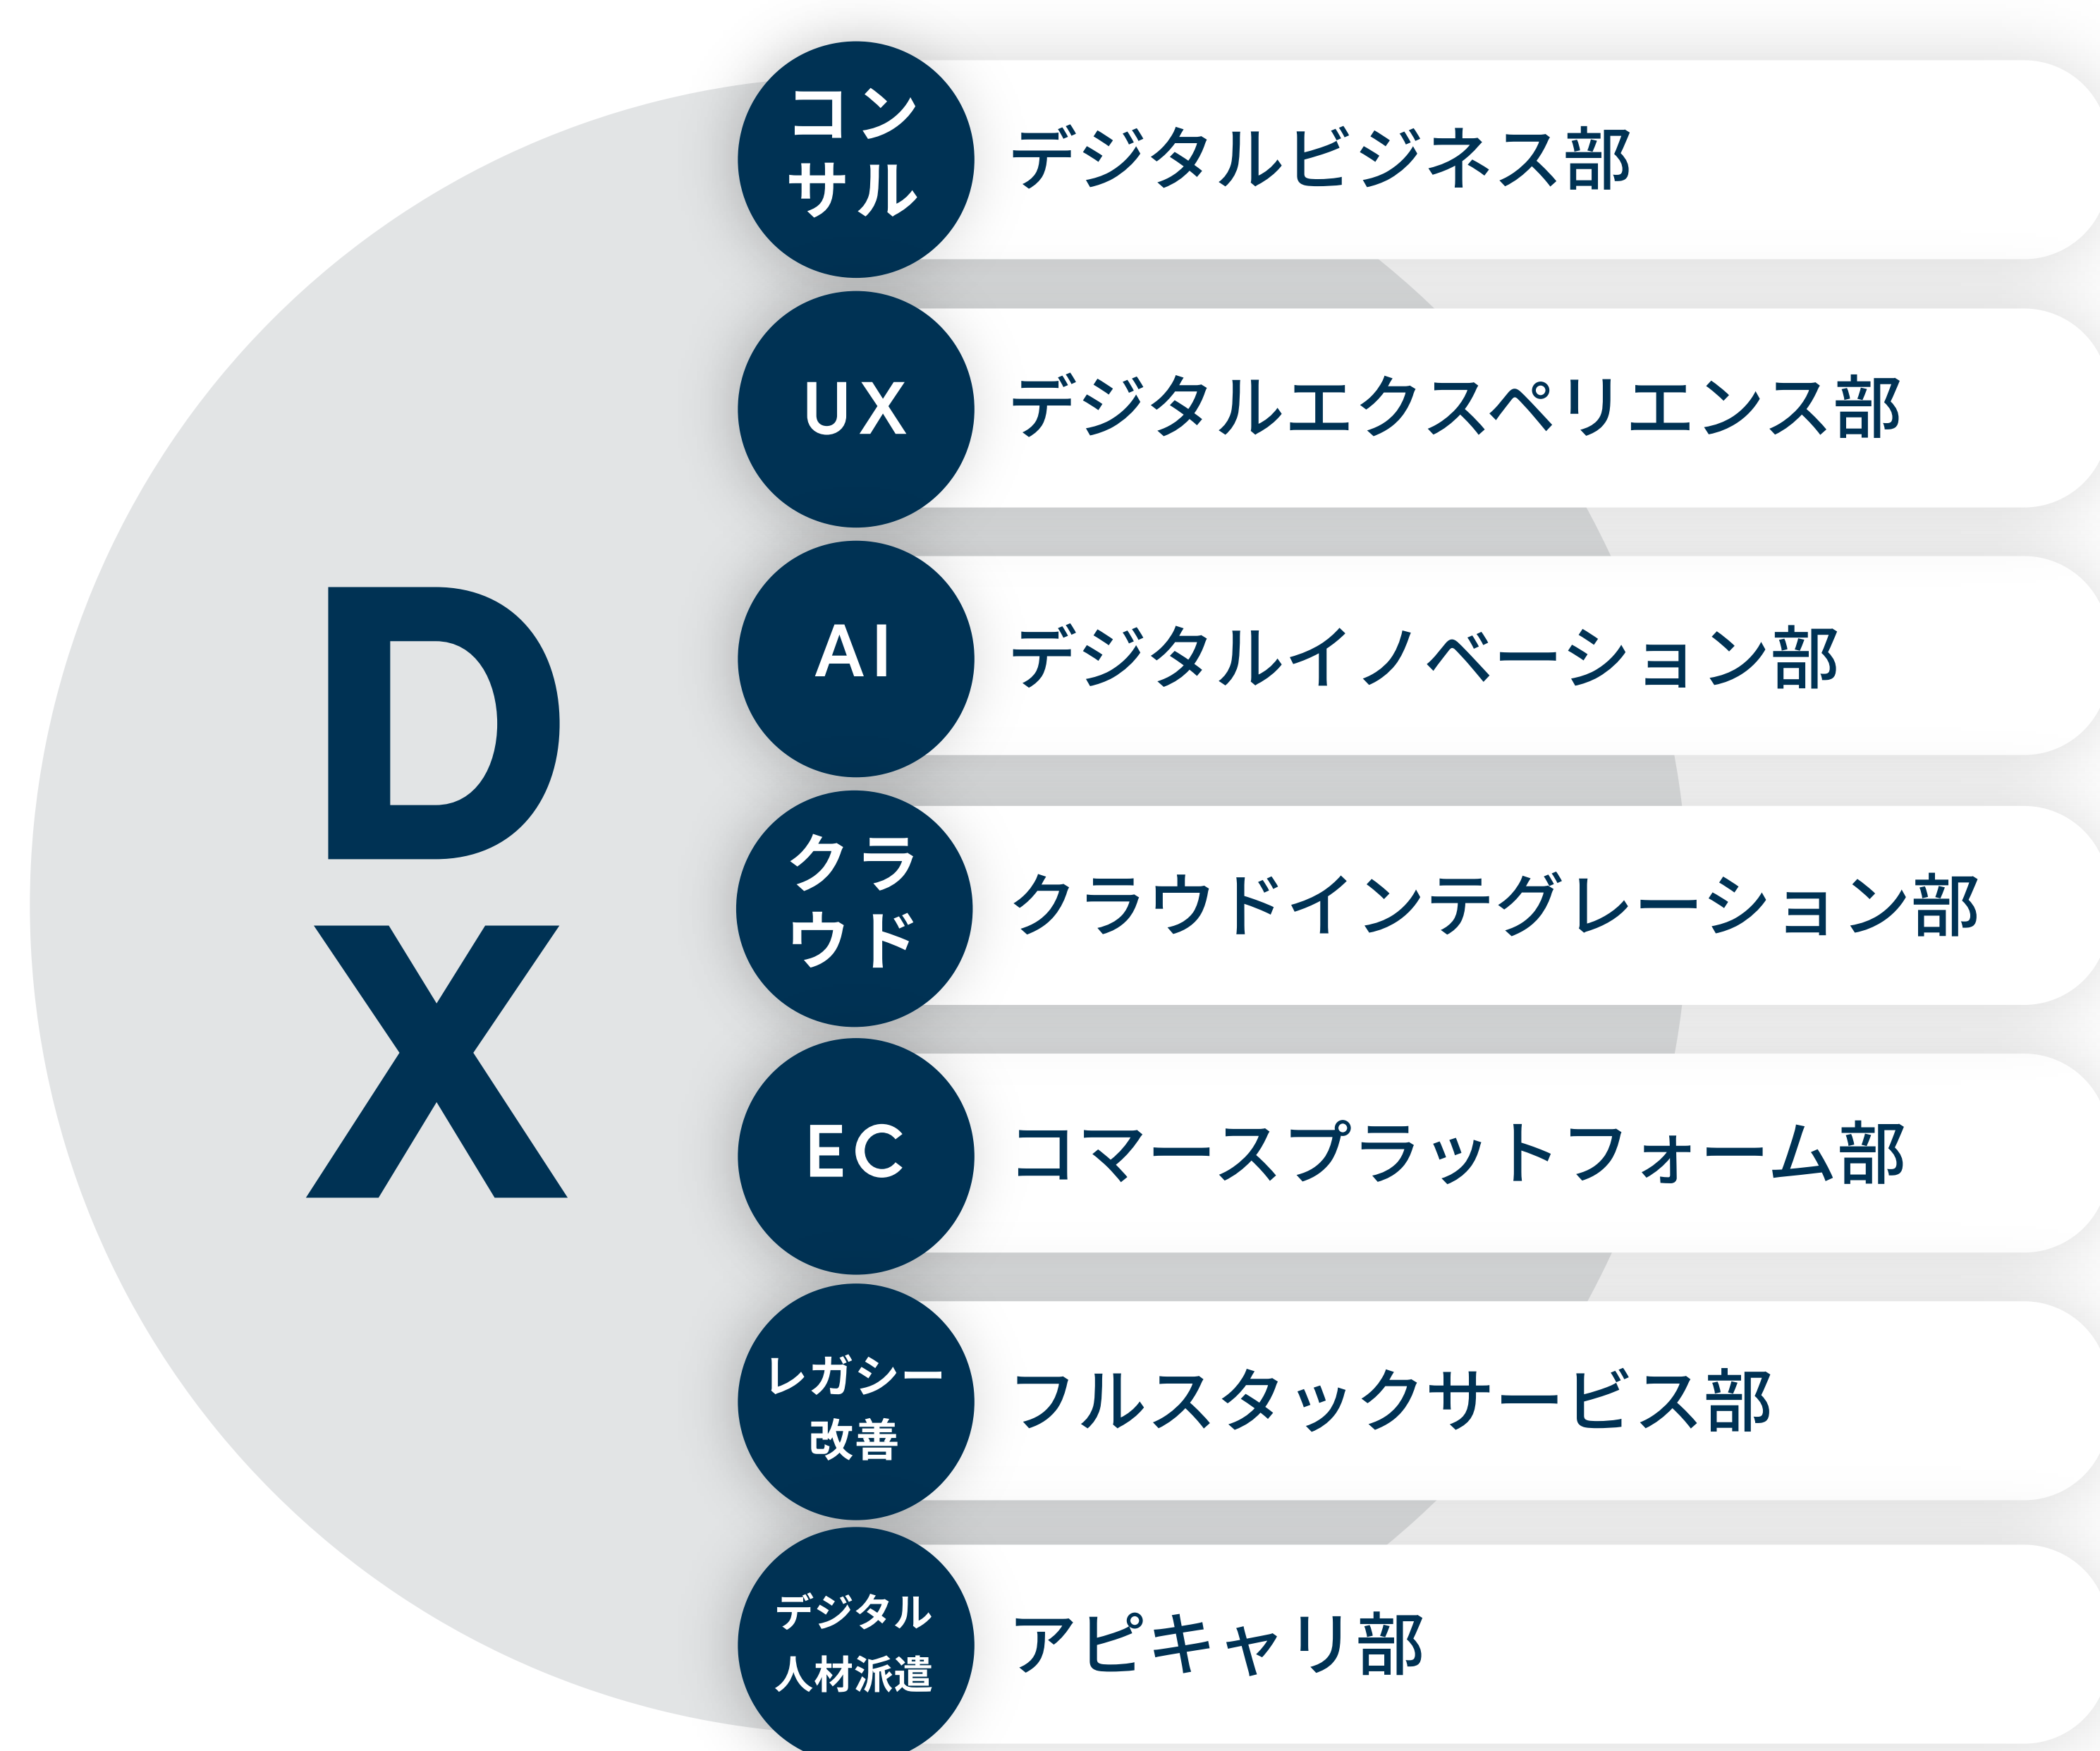 D
X
コン
サル
デジタルビジネス部
UX
デジタルエクスペリエンス部
AI
デジタルイノベーション部
クラ
ウド
クラウドインテグレーション部
EC
コマースプラットフォーム部
レガシー
改善
フルスタックサービス部
デジタル
人材派遣
アピキャリ部